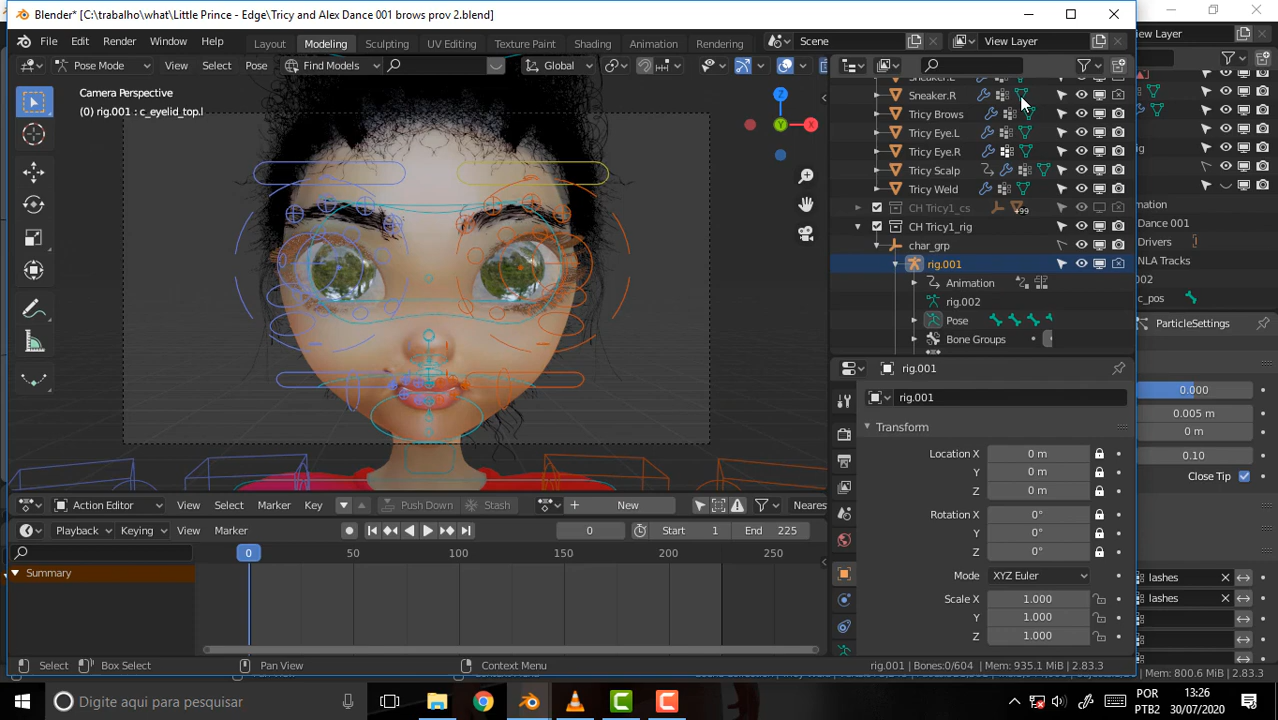 Blender* [C:\trabalho\what\Little Prince - Edge\Tricy and Alex Dance 001 brows prov 2.blend]
File Edit Render Window Help Layout Modeling Sculpting UV Editing Texture Paint Shading Animation Rendering Scene View Layer
Pose Mode View Select Pose Find Models Global
Camera Perspective
(0) rig.001 : c_eyelid_top.l
Z
X
Y
Sneaker.L
Sneaker.R
Tricy Brows
Tricy Eye.L
Tricy Eye.R
Tricy Scalp
Tricy Weld
CH Tricy1_cs +99
CH Tricy1_rig
char_grp
rig.001
Animation
rig.002
Pose
Bone Groups
rig.001
rig.001
Transform
Location X 0 m
Y 0 m
Z 0 m
Rotation X 0°
Y 0°
Z 0°
Mode XYZ Euler
Scale X 1.000
Y 1.000
Z 1.000
Action Editor View Select Marker Key Push Down Stash New Neares
Playback Keying View Marker 0 Start 1 End 225
0 50 100 150 200 250
Summary
Select Box Select Pan View Context Menu rig.001 | Bones:0/604 | Mem: 935.1 MiB | 2.83.3
View Layer
Dance 001
Drivers
NLA Tracks
c_pos
ParticleSettings
0.000
0.005 m
0 m
0.10
Close Tip
lashes
lashes
Mem: 800.6 MiB | 2.83.3
Digite aqui para pesquisar
POR
PTB2
13:26
30/07/2020